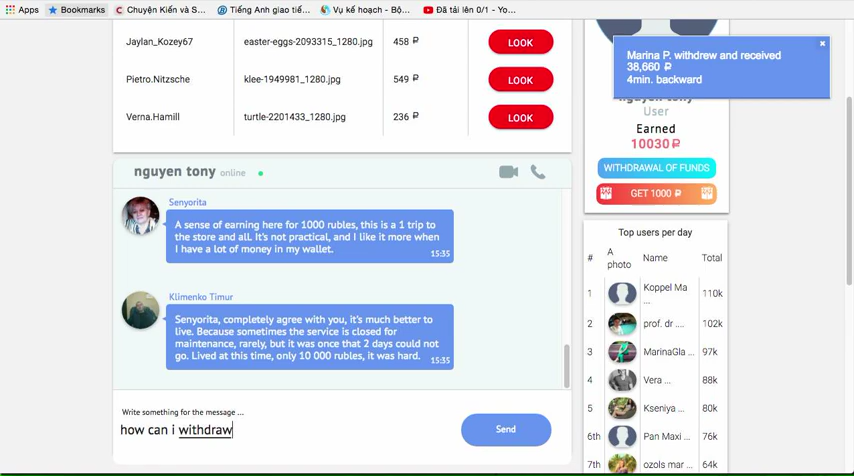 Apps
Bookmarks
Chuyện Kiến và S...
Tiếng Anh giao tiế...
Vụ kế hoạch - Bộ...
Đã tải lên 0/1 - Yo...
Jaylan_Kozey67 easter-eggs-2093315_1280.jpg 458 ₽ LOOK
Pietro.Nitzsche klee-1949981_1280.jpg 549 ₽ LOOK
Verna.Hamill turtle-2201433_1280.jpg 236 ₽ LOOK
Marina P. withdrew and received
38,660 ₽
4min. backward
nguyen tony
User
Earned
10030 ₽
WITHDRAWAL OF FUNDS
GET 1000 ₽
nguyen tony online
Senyorita
A sense of earning here for 1000 rubles, this is a 1 trip to
the store and all. It's not practical, and I like it more when
I have a lot of money in my wallet.
15:35
Klimenko Timur
Senyorita, completely agree with you, it's much better to
live. Because sometimes the service is closed for
maintenance, rarely, but it was once that 2 days could not
go. Lived at this time, only 10 000 rubles, it was hard.
15:35
Write something for the message ...
how can i withdraw
Send
Top users per day
# A photo Name Total
1 Koppel Ma ... 110k
2 prof. dr .... 102k
3 MarinaGla ... 97k
4 Vera ... 88k
5 Kseniya ... 80k
6th Pan Maxi ... 76k
7th ozols mar ... 64k